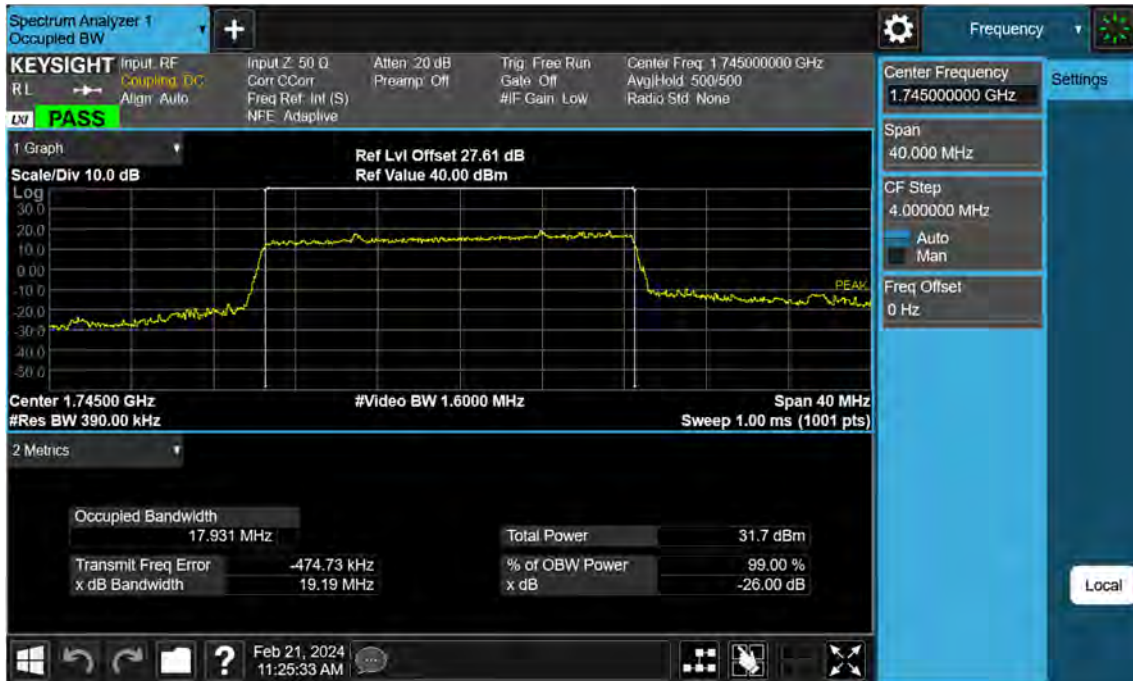 Spectrum Analyzer 1
Occupied BW
+
Frequency
KEYSIGHT
RL
LXI
PASS
Input: RF
Coupling: DC
Align: Auto
Input Z: 50 Ω
Corr CCorr
Freq Ref: Int (S)
NFE: Adaptive
Atten: 20 dB
Preamp: Off
Trig: Free Run
Gate: Off
#IF Gain: Low
Center Freq: 1.745000000 GHz
Avg|Hold: 500/500
Radio Std: None
1 Graph
Scale/Div 10.0 dB
Ref Lvl Offset 27.61 dB
Ref Value 40.00 dBm
Log
30.0
20.0
10.0
0.00
-10.0
-20.0
-30.0
-40.0
-50.0
PEAK
Center 1.74500 GHz
#Video BW 1.6000 MHz
Span 40 MHz
#Res BW 390.00 kHz
Sweep 1.00 ms (1001 pts)
2 Metrics
Occupied Bandwidth
17.931 MHz
Transmit Freq Error -474.73 kHz
x dB Bandwidth 19.19 MHz
Total Power 31.7 dBm
% of OBW Power 99.00 %
x dB -26.00 dB
Center Frequency
1.745000000 GHz
Span
40.000 MHz
CF Step
4.000000 MHz
Auto
Man
Freq Offset
0 Hz
Settings
Local
?
Feb 21, 2024
11:25:33 AM